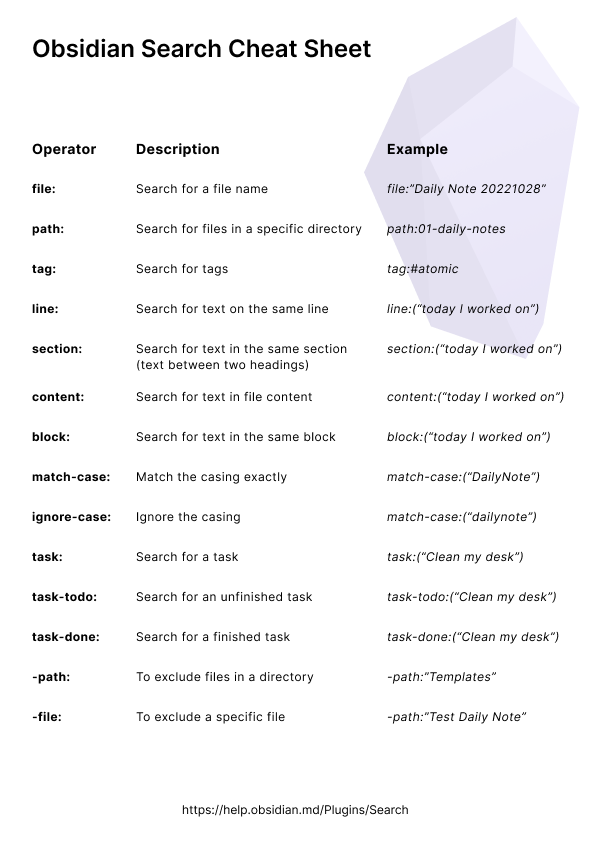 Obsidian Search Cheat Sheet
Operator Description Example
file: Search for a file name file:”Daily Note 20221028”
path: Search for files in a specific directory path:01-daily-notes
tag: Search for tags tag:#atomic
line: Search for text on the same line line:(“today I worked on”)
section: Search for text in the same section section:(“today I worked on”)
(text between two headings)
content: Search for text in file content content:(“today I worked on”)
block: Search for text in the same block block:(“today I worked on”)
match-case: Match the casing exactly match-case:(“DailyNote”)
ignore-case: Ignore the casing match-case:(“dailynote”)
task: Search for a task task:(“Clean my desk”)
task-todo: Search for an unfinished task task-todo:(“Clean my desk”)
task-done: Search for a finished task task-done:(“Clean my desk”)
-path: To exclude files in a directory -path:”Templates”
-file: To exclude a specific file -path:”Test Daily Note”
https://help.obsidian.md/Plugins/Search